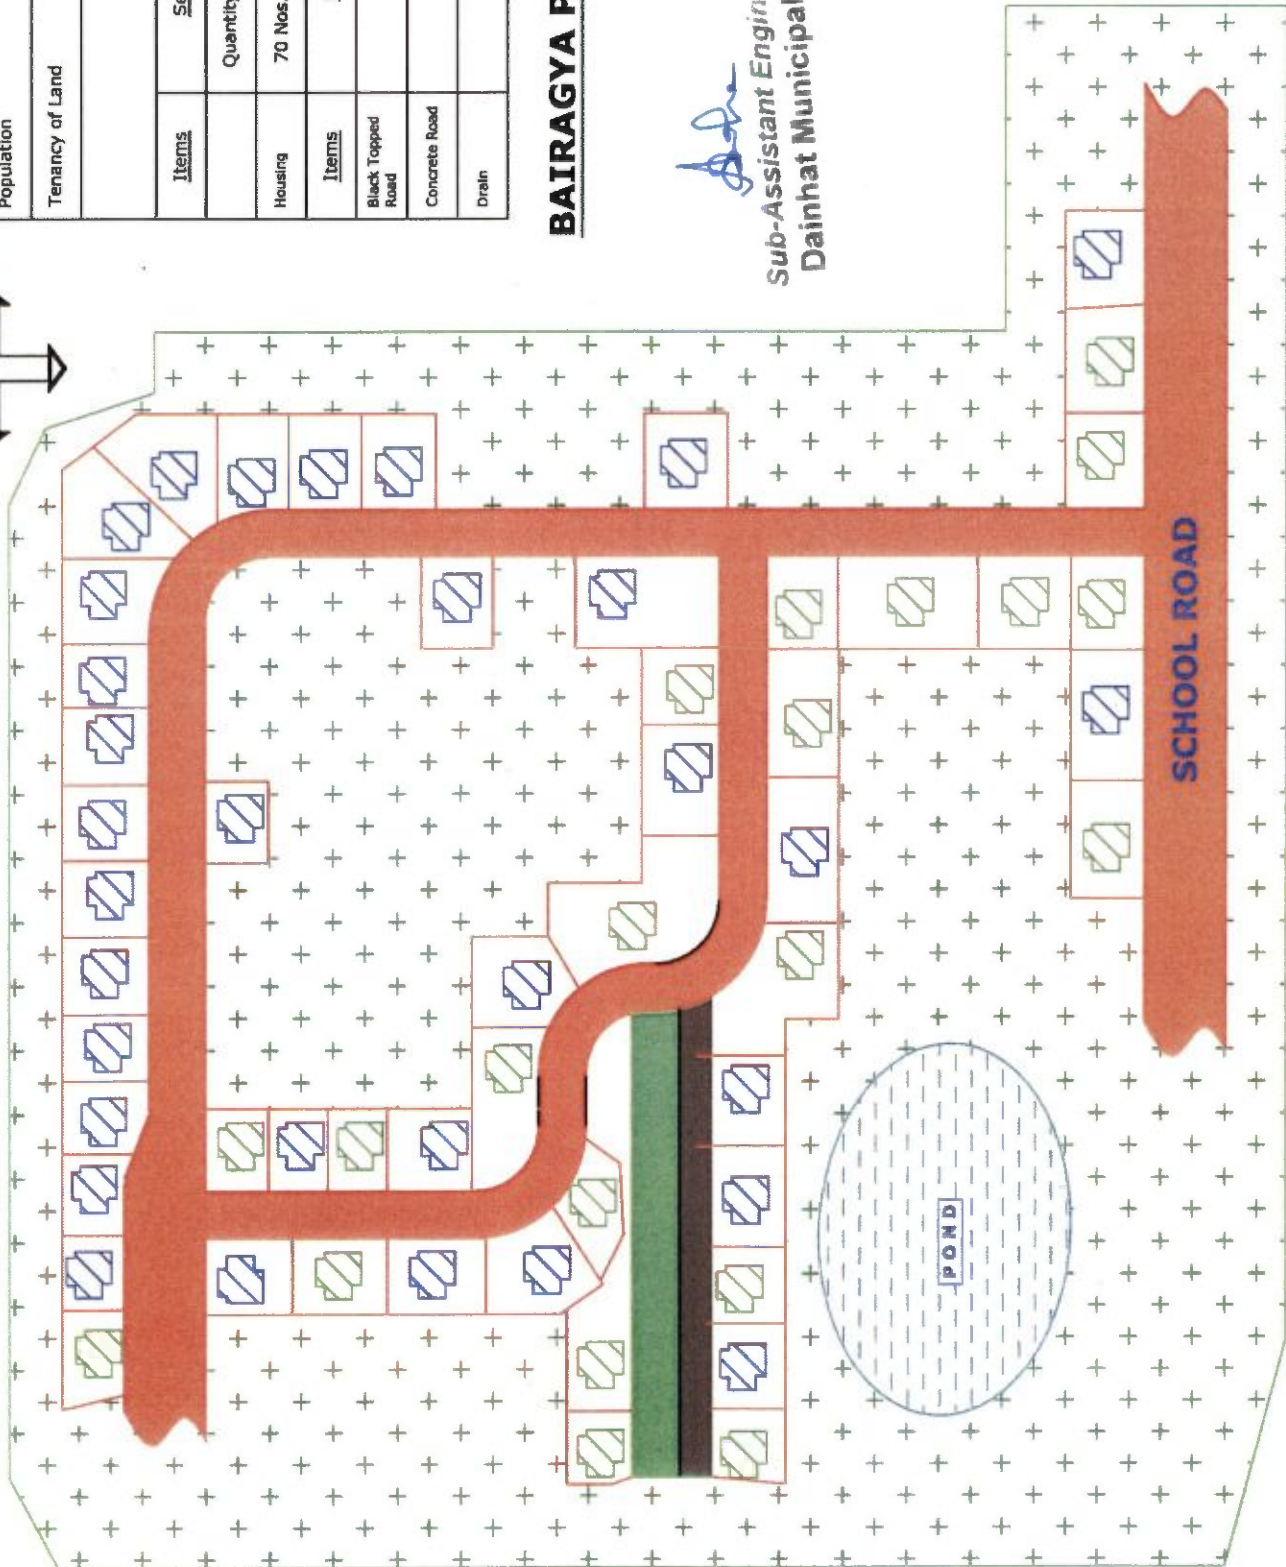 Population
Tenancy of Land
Items
Quantity
Housing
70 Nos.
Items
Black Topped
Road
Concrete Road
Drain
BAIRAGYA P
Sub-Assistant Engin
Dainhat Municipal
SCHOOL ROAD
POND